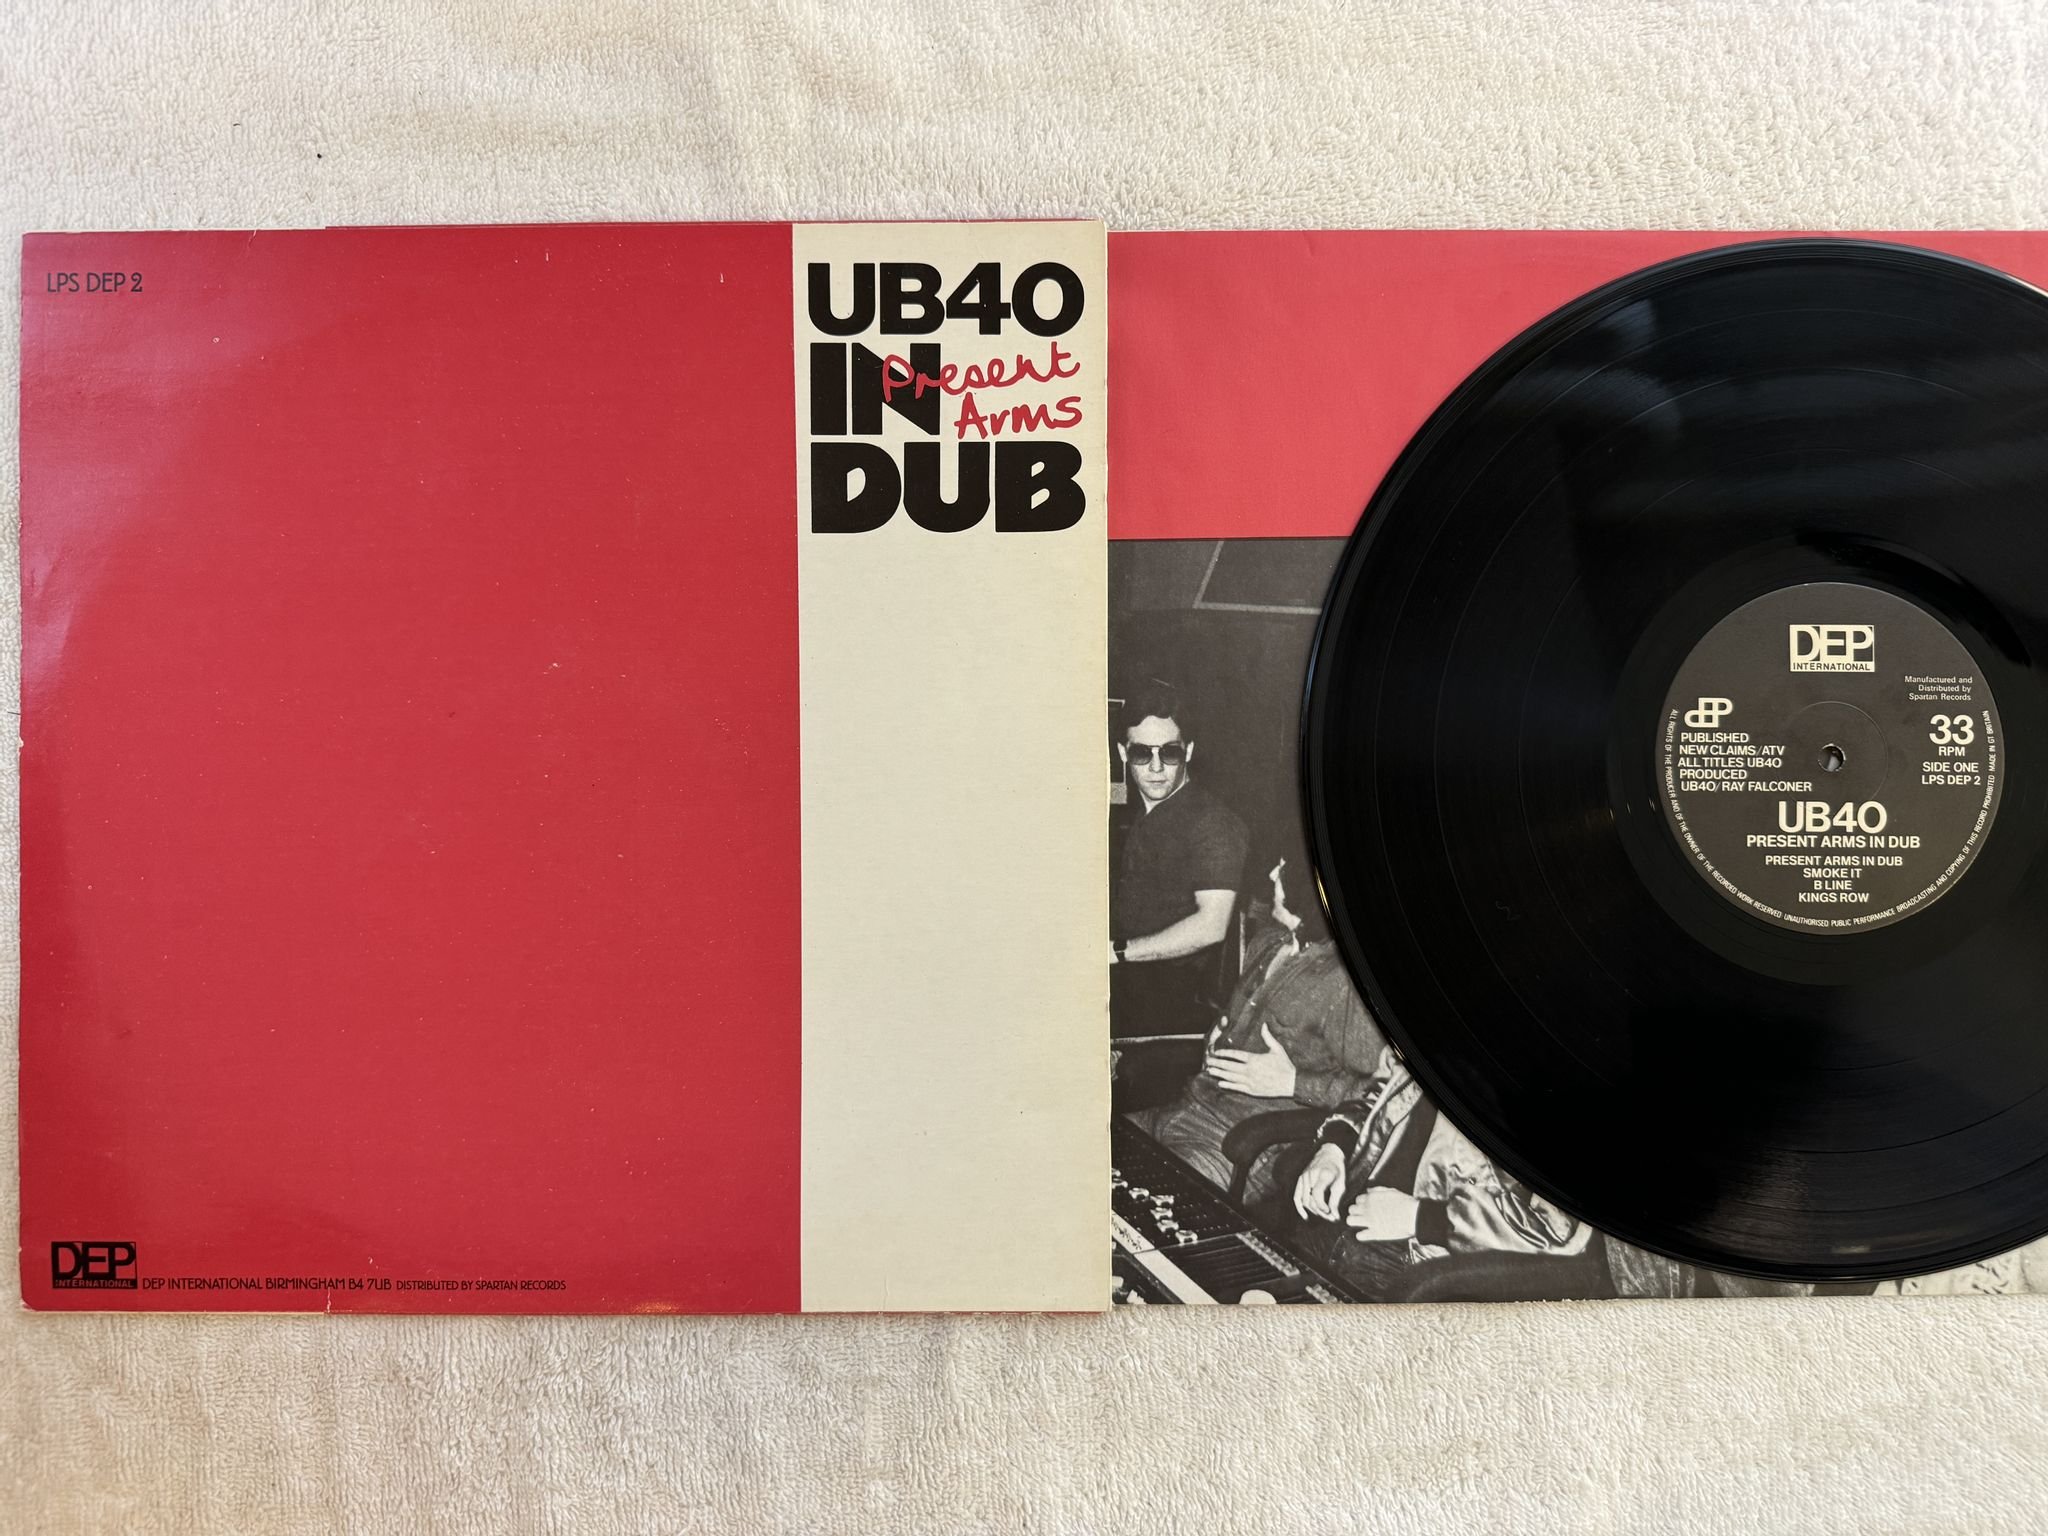 LPS DEP 2
UB40
IN
Present
Arms
DUB
DEP
INTERNATIONAL
DEP INTERNATIONAL BIRMINGHAM B4 7UB DISTRIBUTED BY SPARTAN RECORDS
DEP
INTERNATIONAL
Manufactured and
Distributed by
Spartan Records
DEP
PUBLISHED
NEW CLAIMS/ATV
ALL TITLES UB40
PRODUCED
UB40/RAY FALCONER
33
RPM
SIDE ONE
LPS DEP 2
UB40
PRESENT ARMS IN DUB
PRESENT ARMS IN DUB
SMOKE IT
B LINE
KINGS ROW
ALL RIGHTS OF THE PRODUCER AND OF THE OWNER OF THE RECORDED WORK RESERVED UNAUTHORISED PUBLIC PERFORMANCE BROADCASTING AND COPYING OF THIS RECORD PROHIBITED MADE IN GT BRITAIN